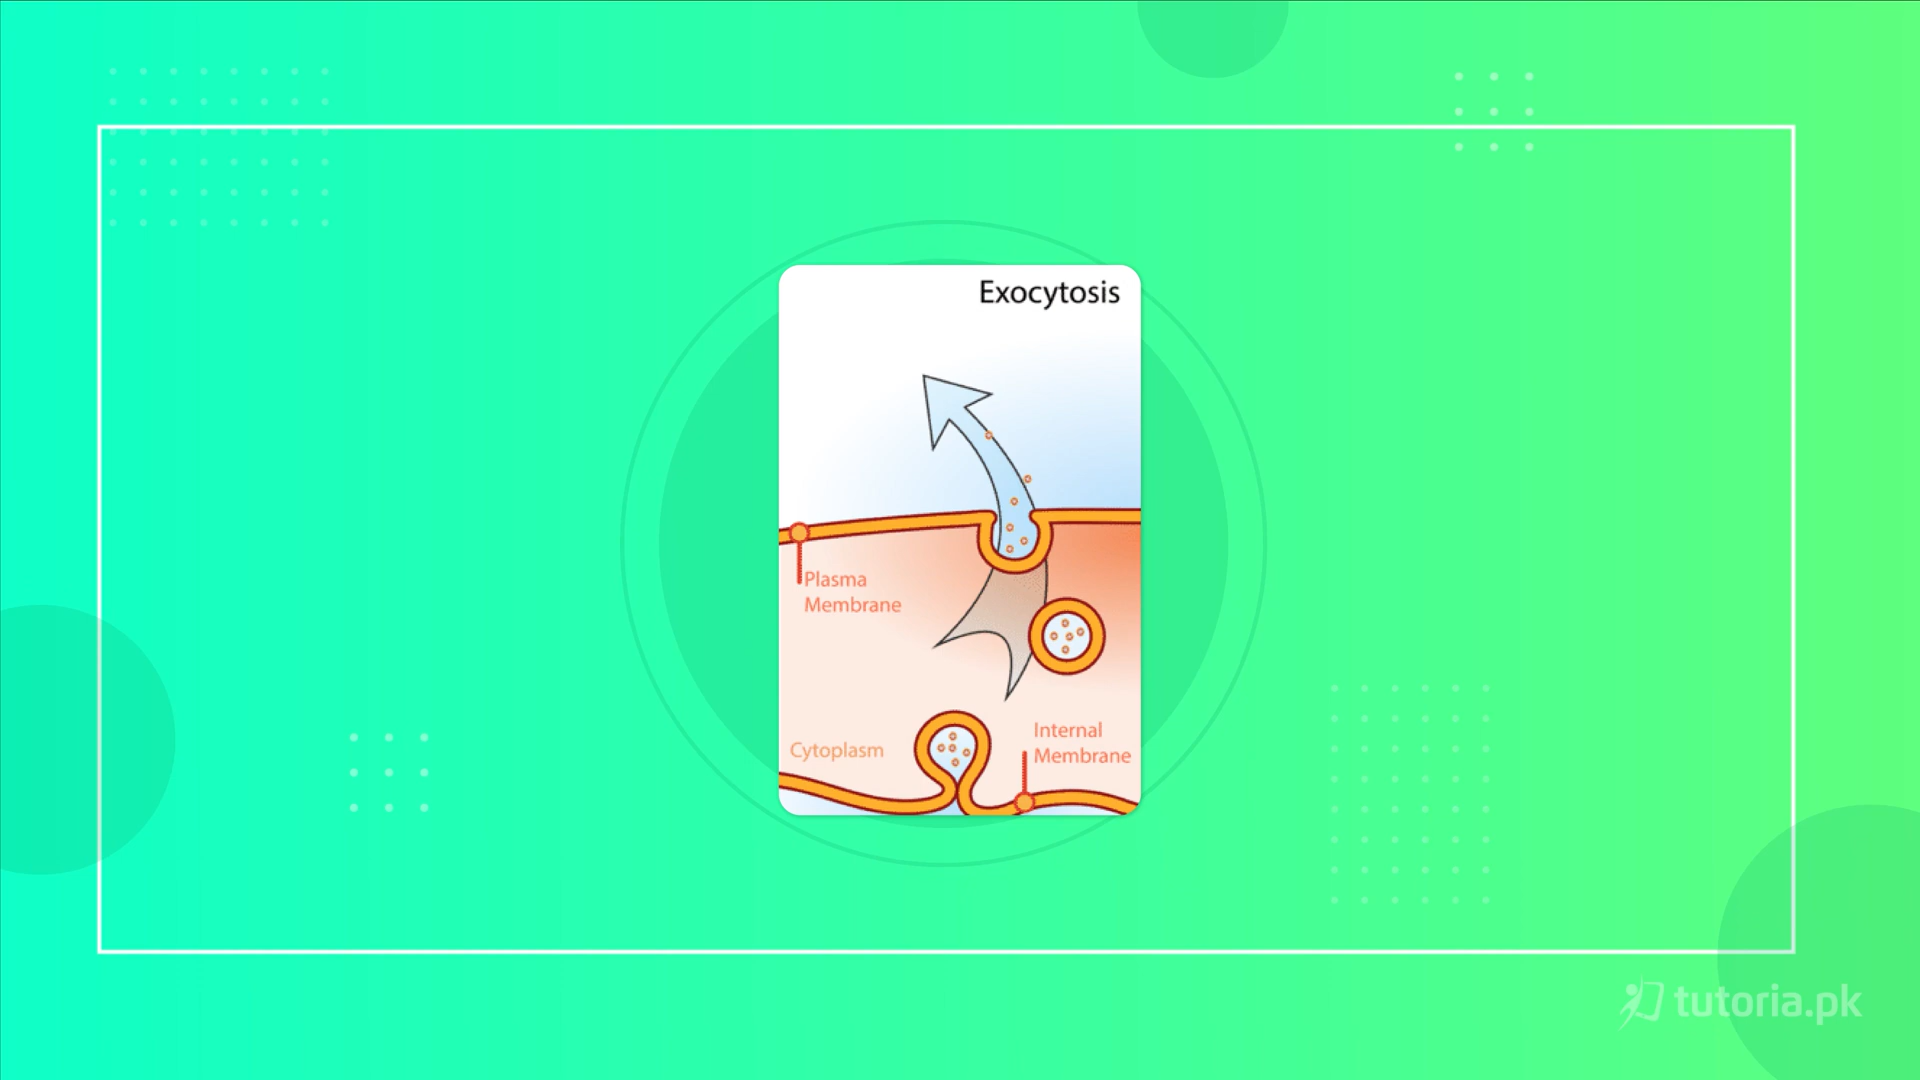 Exocytosis
Plasma
Membrane
Internal
Membrane
Cytoplasm
tutoria.pk